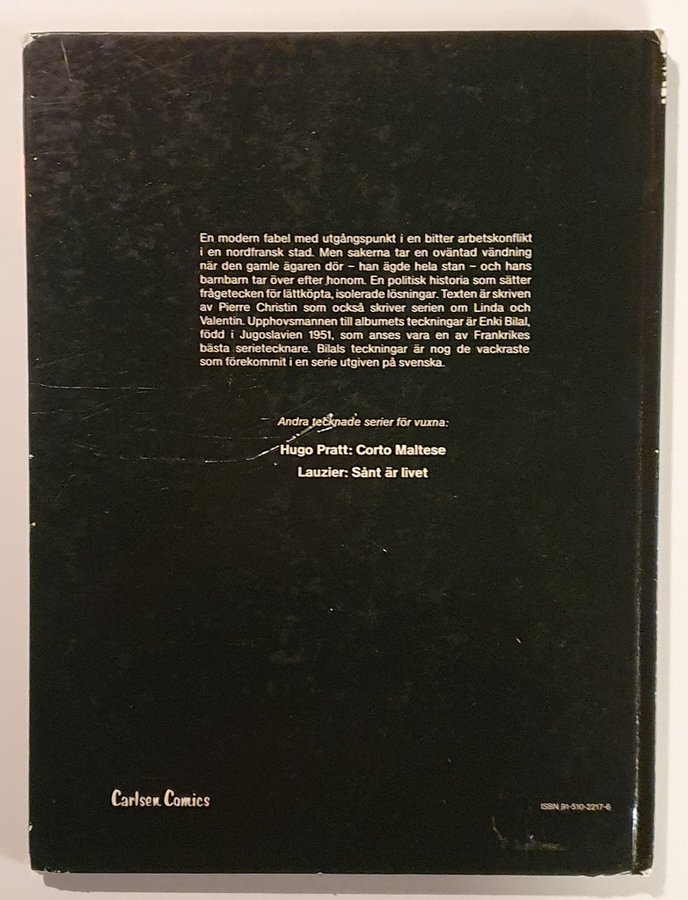 En modern fabel med utgångspunkt i en bitter arbetskonflikt
i en nordfransk stad. Men sakerna tar en oväntad vändning
när den gamle ägaren dör – han ägde hela stan – och hans
barnbarn tar över efter honom. En politisk historia som sätter
frågetecken för lättköpta, isolerade lösningar. Texten är skriven
av Pierre Christin som också skriver serien om Linda och
Valentin. Upphovsmannen till albumets teckningar är Enki Bilal,
född i Jugoslavien 1951, som anses vara en av Frankrikes
bästa serietecknare. Bilals teckningar är nog de vackraste
som förekommit i en serie utgiven på svenska.
Andra tecknade serier för vuxna:
Hugo Pratt: Corto Maltese
Lauzier: Sånt är livet
Carlsen Comics
ISBN 91-510-2217-6